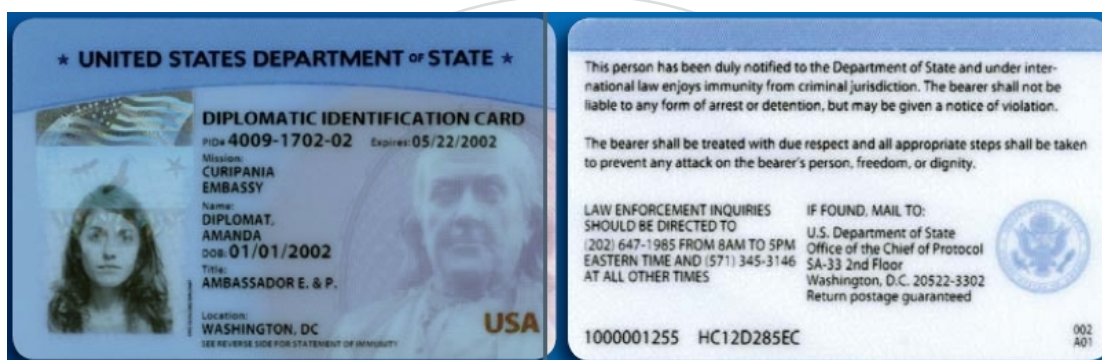 ★ UNITED STATES DEPARTMENT OF STATE ★
DIPLOMATIC IDENTIFICATION CARD
PID# 4009-1702-02 Expires: 05/22/2002
Mission:
CURIPANIA
EMBASSY
Name:
DIPLOMAT,
AMANDA
DOB: 01/01/2002
Title:
AMBASSADOR E. & P.
Location:
WASHINGTON, DC
SEE REVERSE SIDE FOR STATEMENT OF IMMUNITY
USA
This person has been duly notified to the Department of State and under inter-
national law enjoys immunity from criminal jurisdiction. The bearer shall not be
liable to any form of arrest or detention, but may be given a notice of violation.
The bearer shall be treated with due respect and all appropriate steps shall be taken
to prevent any attack on the bearer's person, freedom, or dignity.
LAW ENFORCEMENT INQUIRIES
SHOULD BE DIRECTED TO
(202) 647-1985 FROM 8AM TO 5PM
EASTERN TIME AND (571) 345-3146
AT ALL OTHER TIMES
IF FOUND, MAIL TO:
U.S. Department of State
Office of the Chief of Protocol
SA-33 2nd Floor
Washington, D.C. 20522-3302
Return postage guaranteed
1000001255 HC12D285EC
002
A01